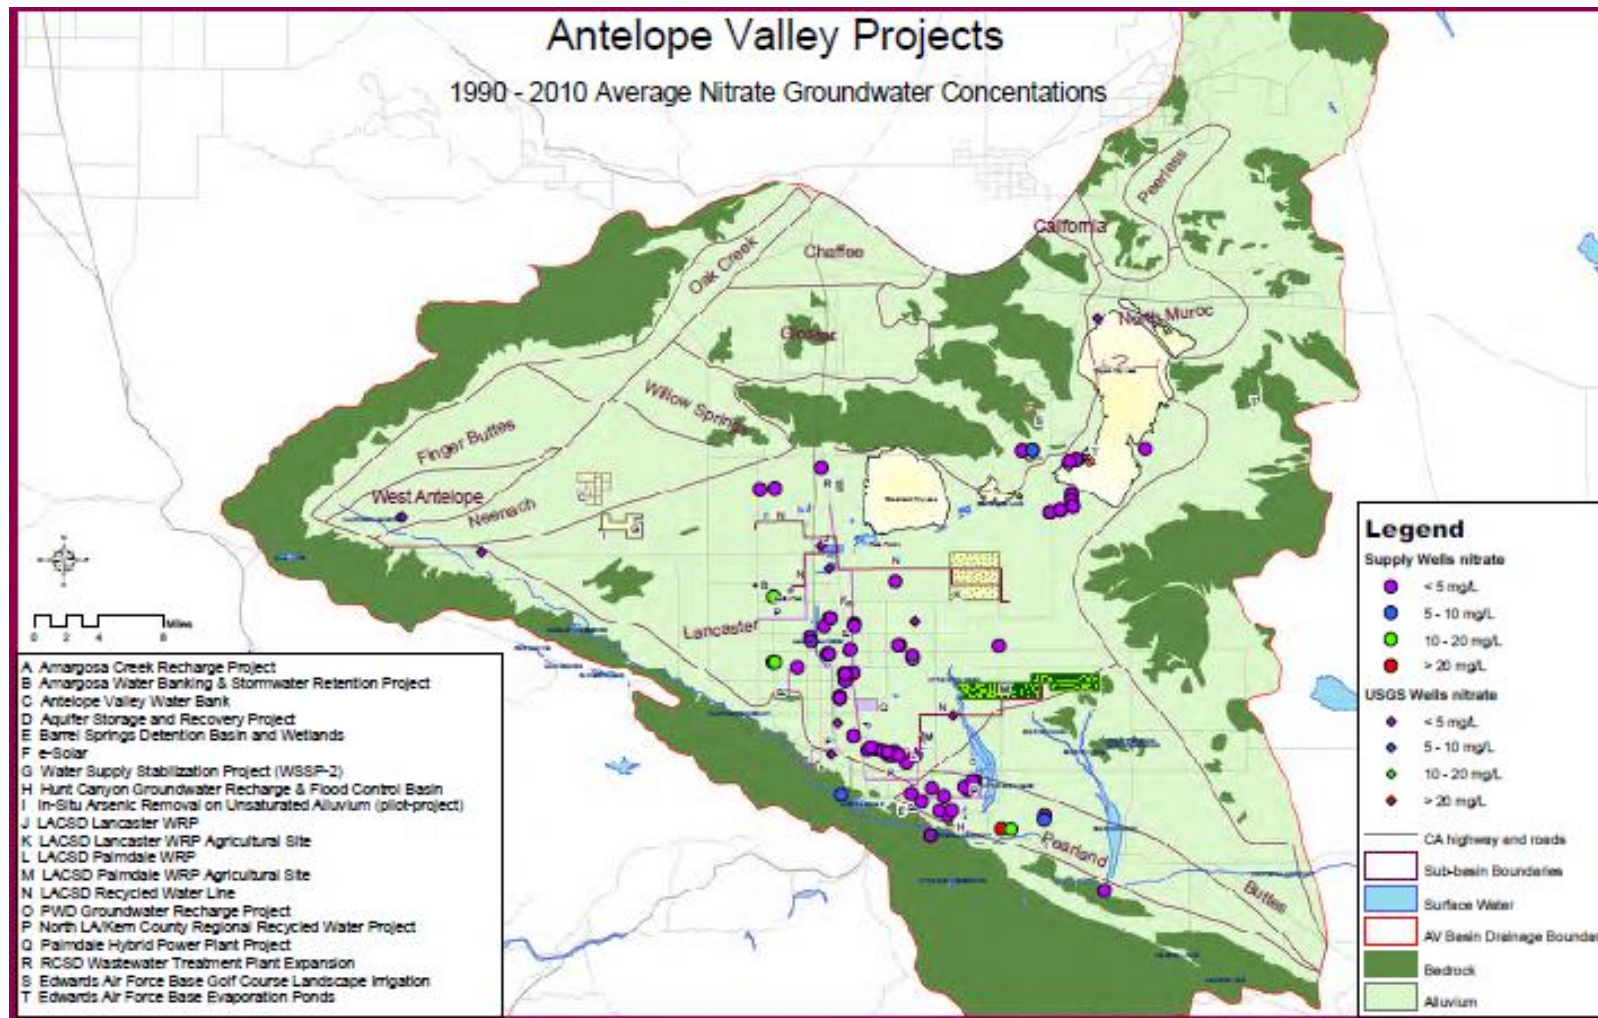 Antelope Valley Projects
1990 - 2010 Average Nitrate Groundwater Concentations
Peerless
California
Oak Creek
Chaffee
North Muroc
Gloster
Willow Springs
Finger Buttes
West Antelope
Neenach
Lancaster
Pearland
Buttes
0 2 4 8 Miles
A Amargosa Creek Recharge Project
B Amargosa Water Banking & Stormwater Retention Project
C Antelope Valley Water Bank
D Aquifer Storage and Recovery Project
E Barrel Springs Detention Basin and Wetlands
F e-Solar
G Water Supply Stabilization Project (WSSP-2)
H Hunt Canyon Groundwater Recharge & Flood Control Basin
I In-Situ Arsenic Removal on Unsaturated Alluvium (pilot-project)
J LACSD Lancaster WRP
K LACSD Lancaster WRP Agricultural Site
L LACSD Palmdale WRP
M LACSD Palmdale WRP Agricultural Site
N LACSD Recycled Water Line
O PWD Groundwater Recharge Project
P North LA/Kern County Regional Recycled Water Project
Q Palmdale Hybrid Power Plant Project
R RCSD Wastewater Treatment Plant Expansion
S Edwards Air Force Base Golf Course Landscape Irrigation
T Edwards Air Force Base Evaporation Ponds
Legend
Supply Wells nitrate
< 5 mg/L
5 - 10 mg/L
10 - 20 mg/L
> 20 mg/L
USGS Wells nitrate
< 5 mg/L
5 - 10 mg/L
10 - 20 mg/L
> 20 mg/L
CA highway and roads
Sub-basin Boundaries
Surface Water
AV Basin Drainage Boundar
Bedrock
Alluvium